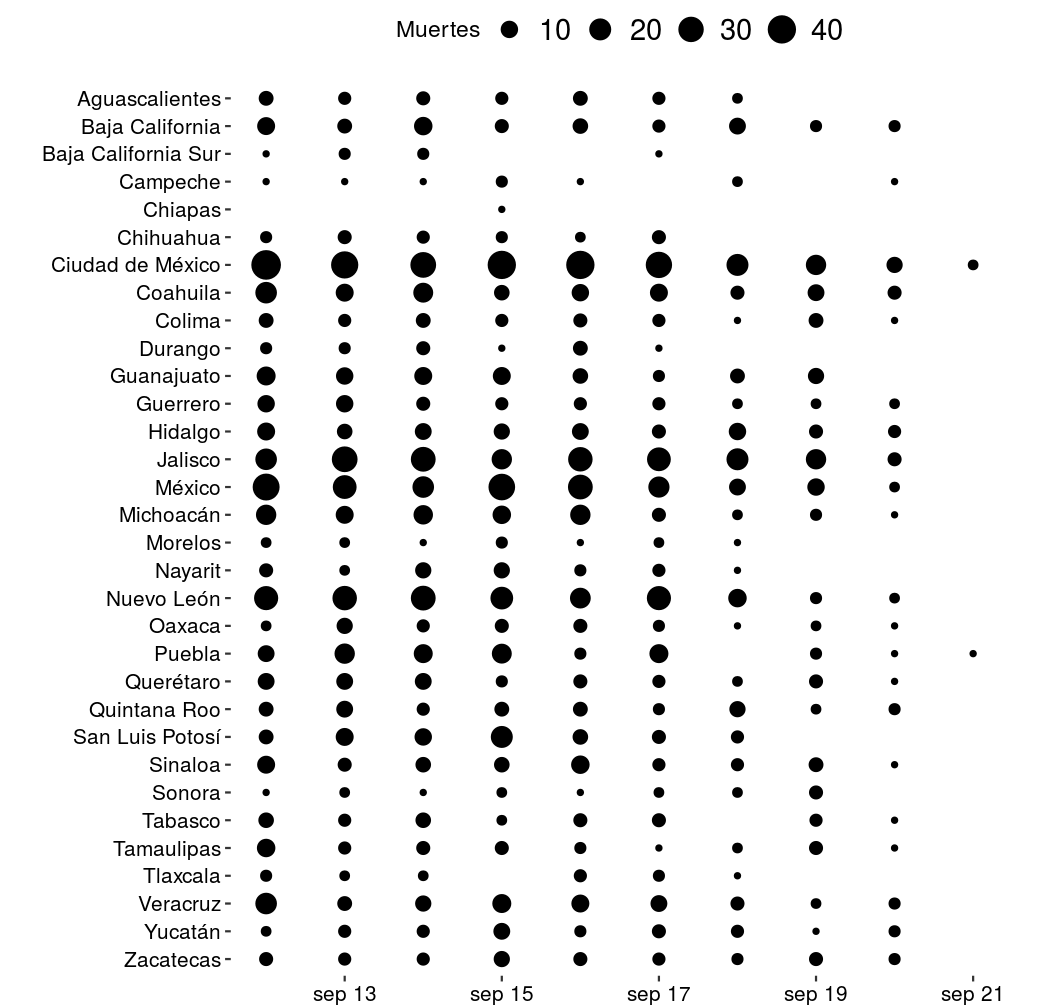 Muertes 10 20 30 40
Aguascalientes
Baja California
Baja California Sur
Campeche
Chiapas
Chihuahua
Ciudad de México
Coahuila
Colima
Durango
Guanajuato
Guerrero
Hidalgo
Jalisco
México
Michoacán
Morelos
Nayarit
Nuevo León
Oaxaca
Puebla
Querétaro
Quintana Roo
San Luis Potosí
Sinaloa
Sonora
Tabasco
Tamaulipas
Tlaxcala
Veracruz
Yucatán
Zacatecas
sep 13 sep 15 sep 17 sep 19 sep 21